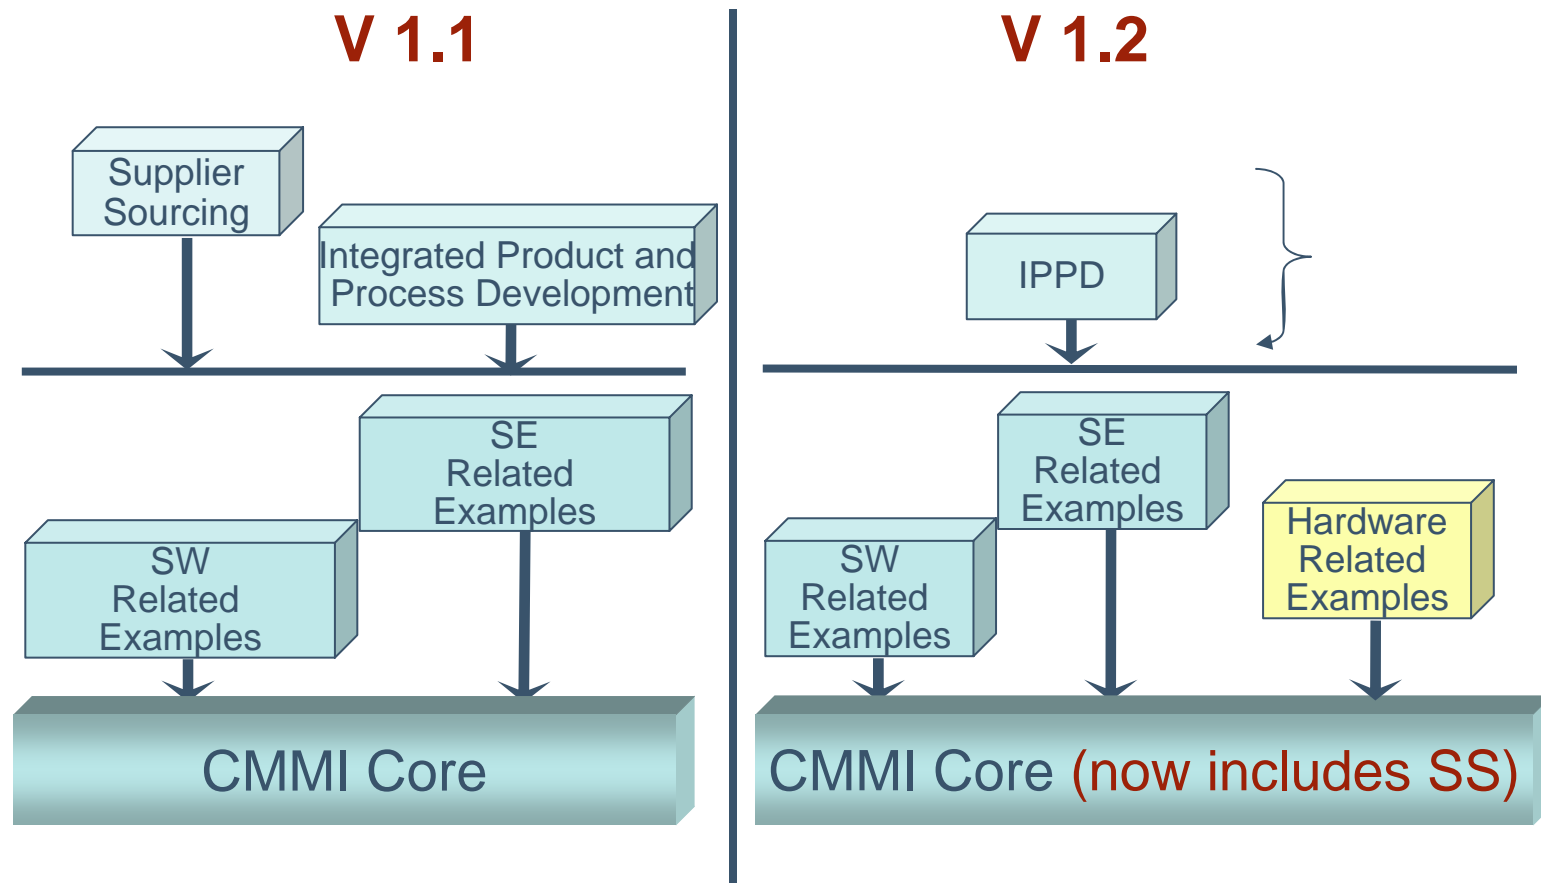 V 1.1
Supplier
Sourcing
Integrated Product and
Process Development
SE
Related
Examples
SW
Related
Examples
CMMI Core
V 1.2
IPPD
SE
Related
Examples
SW
Related
Examples
Hardware
Related
Examples
CMMI Core (now includes SS)